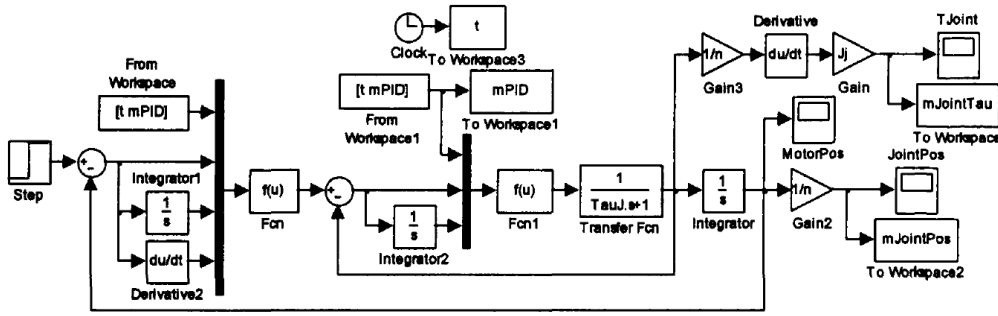 t
Clock
To Workspace3
Derivative
TJoint
1/n
du/dt
Jj
Gain3
Gain
mJointTau
To Workspace
From
Workspace
[t mPID]
[t mPID]
mPID
From
Workspace1
To Workspace1
MotorPos
JointPos
Step
+
-
Integrator1
1
s
du/dt
Derivative2
f(u)
Fcn
+
-
1
s
Integrator2
f(u)
Fcn1
1
TauJ.s+1
Transfer Fcn
1
s
Integrator
1/n
Gain2
mJointPos
To Workspace2